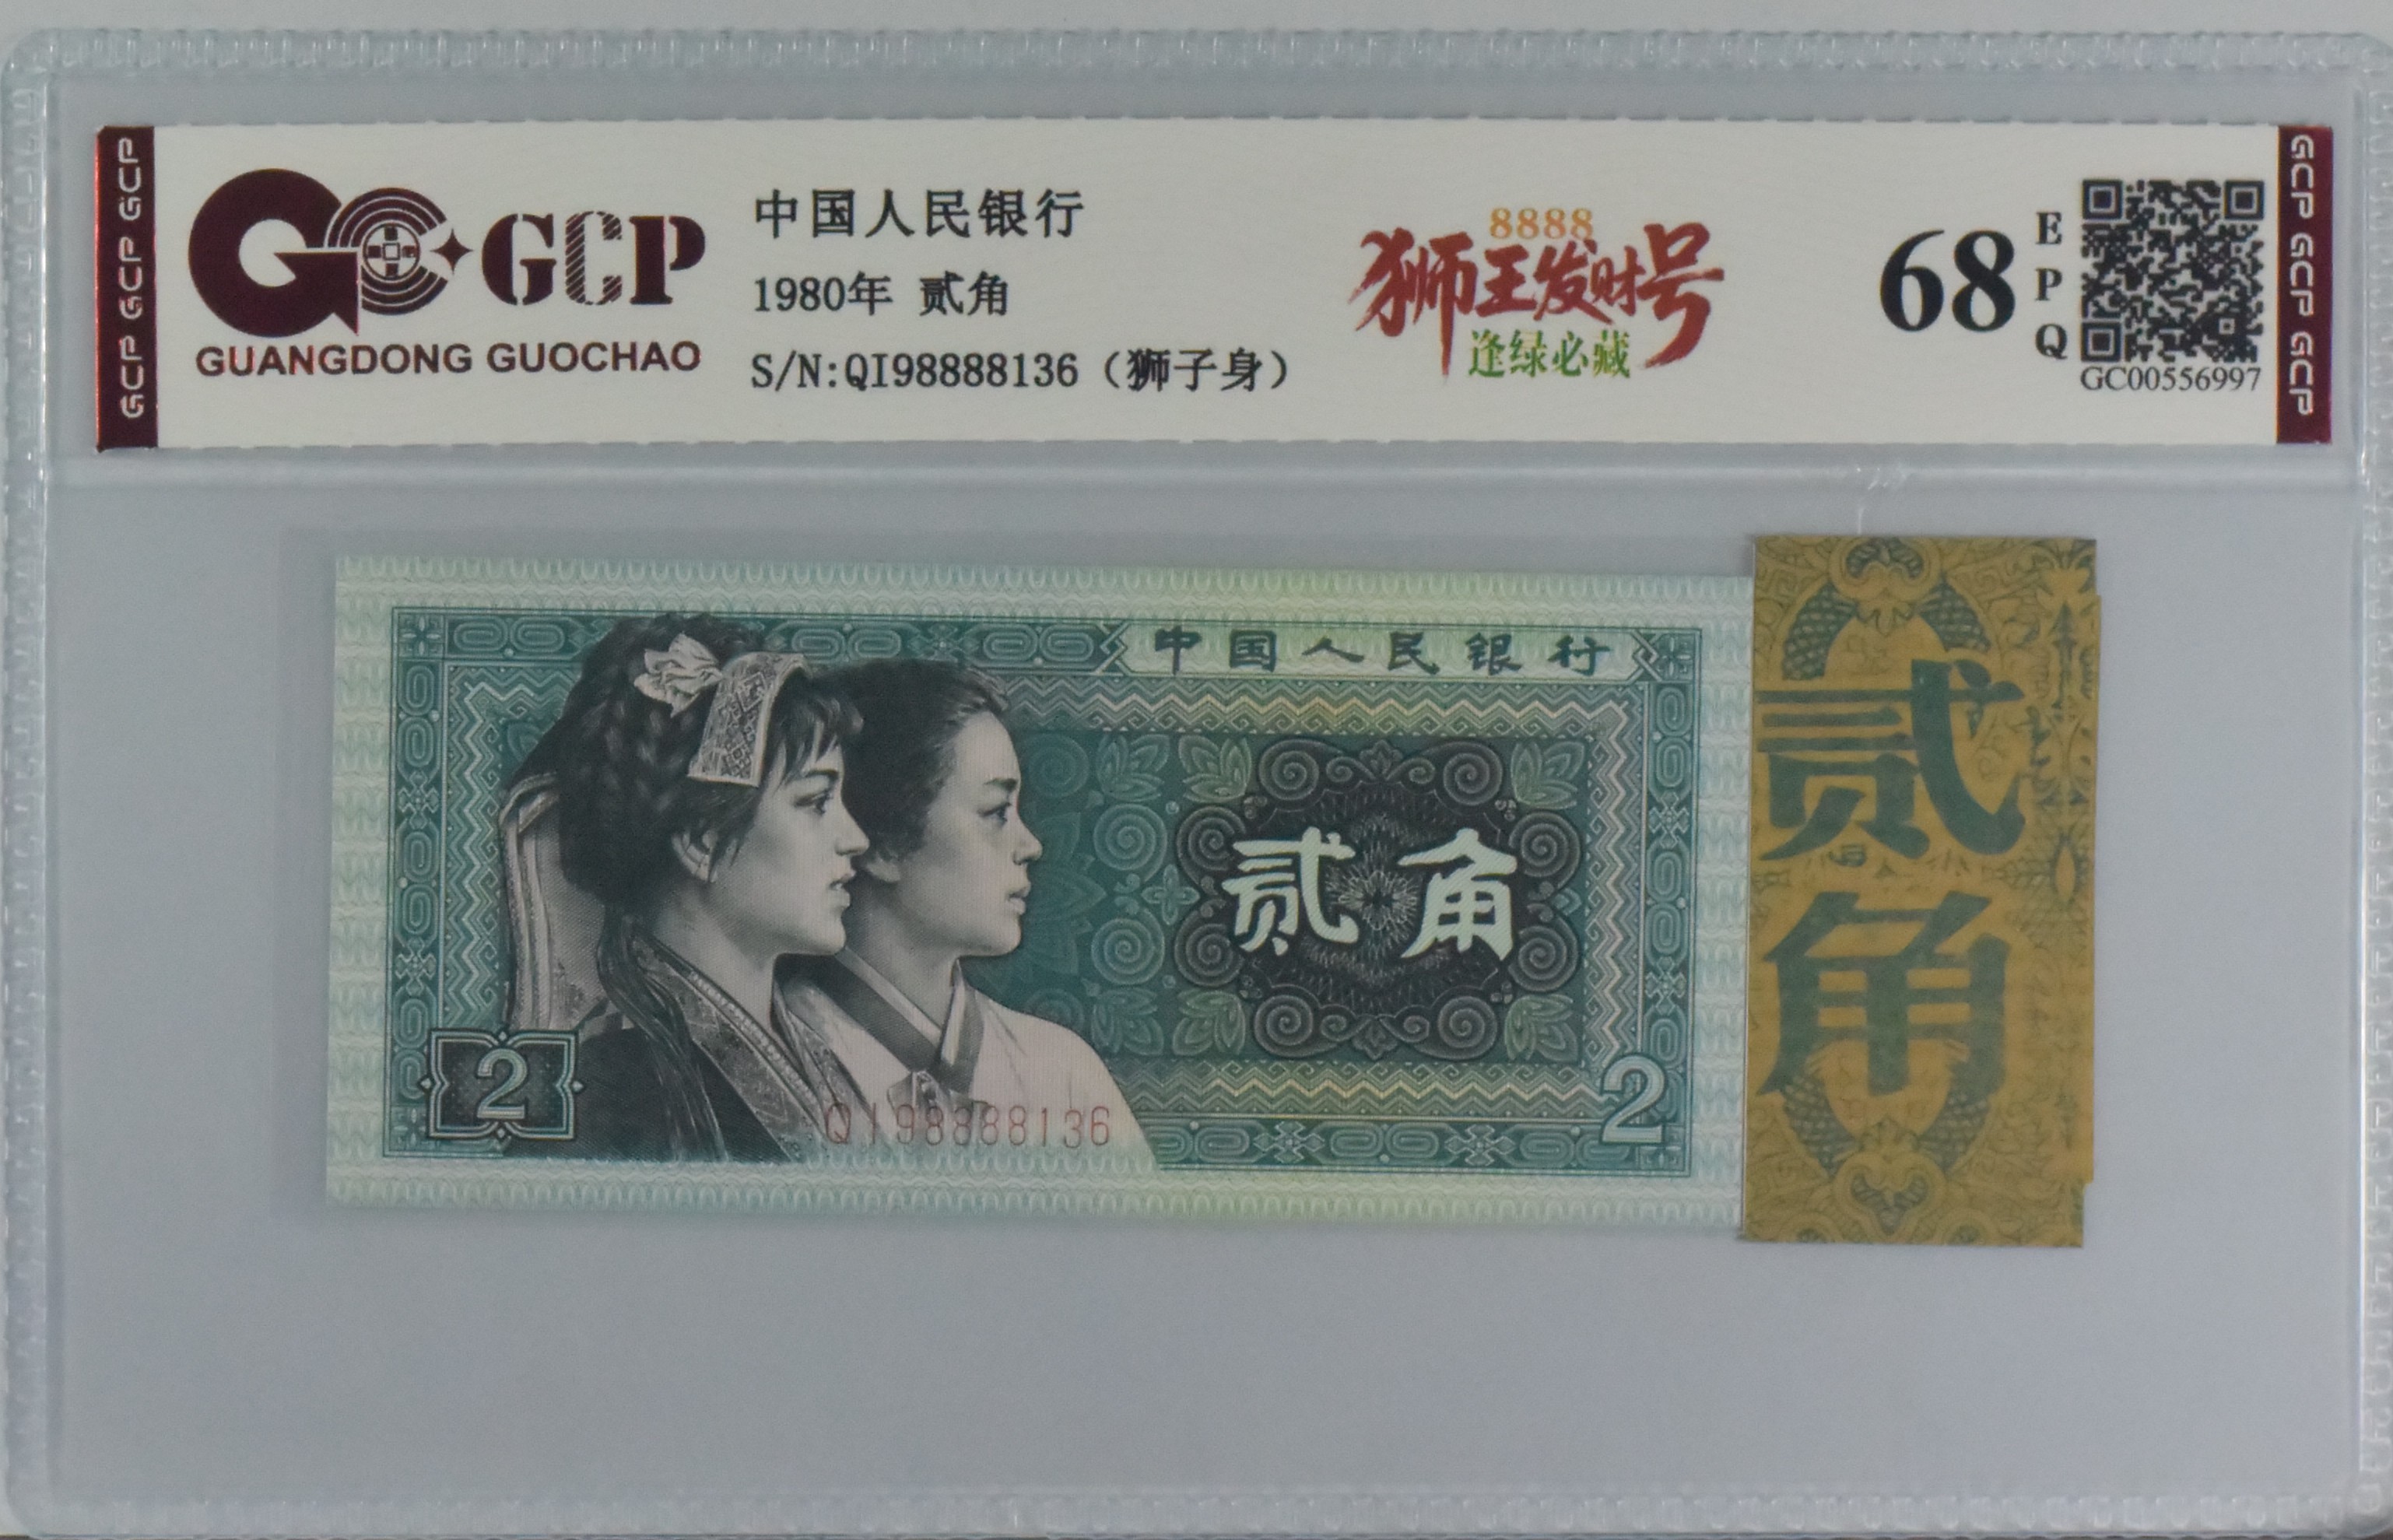 GCP GCP GCP
GCP
GUANGDONG GUOCHAO
中国人民银行
1980年 贰角
S/N:QI98888136（狮子身）
8888
狮王发财号
逢绿必藏
68
EPQ
GC00556997
GCP GCP GCP
中国人民银行
贰角
2
QI98888136
2
贰角